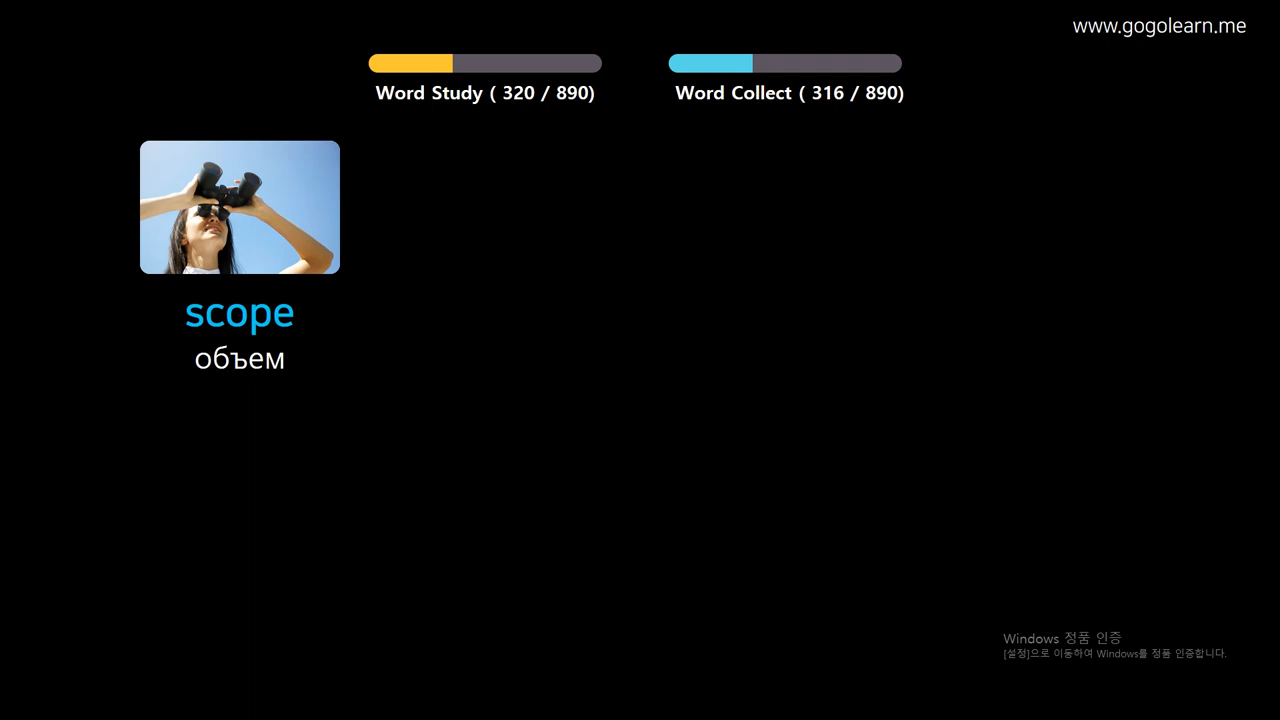 www.gogolearn.me
Word Study ( 320 / 890)
Word Collect ( 316 / 890)
scope
объем
Windows 정품 인증
[설정]으로 이동하여 Windows를 정품 인증합니다.